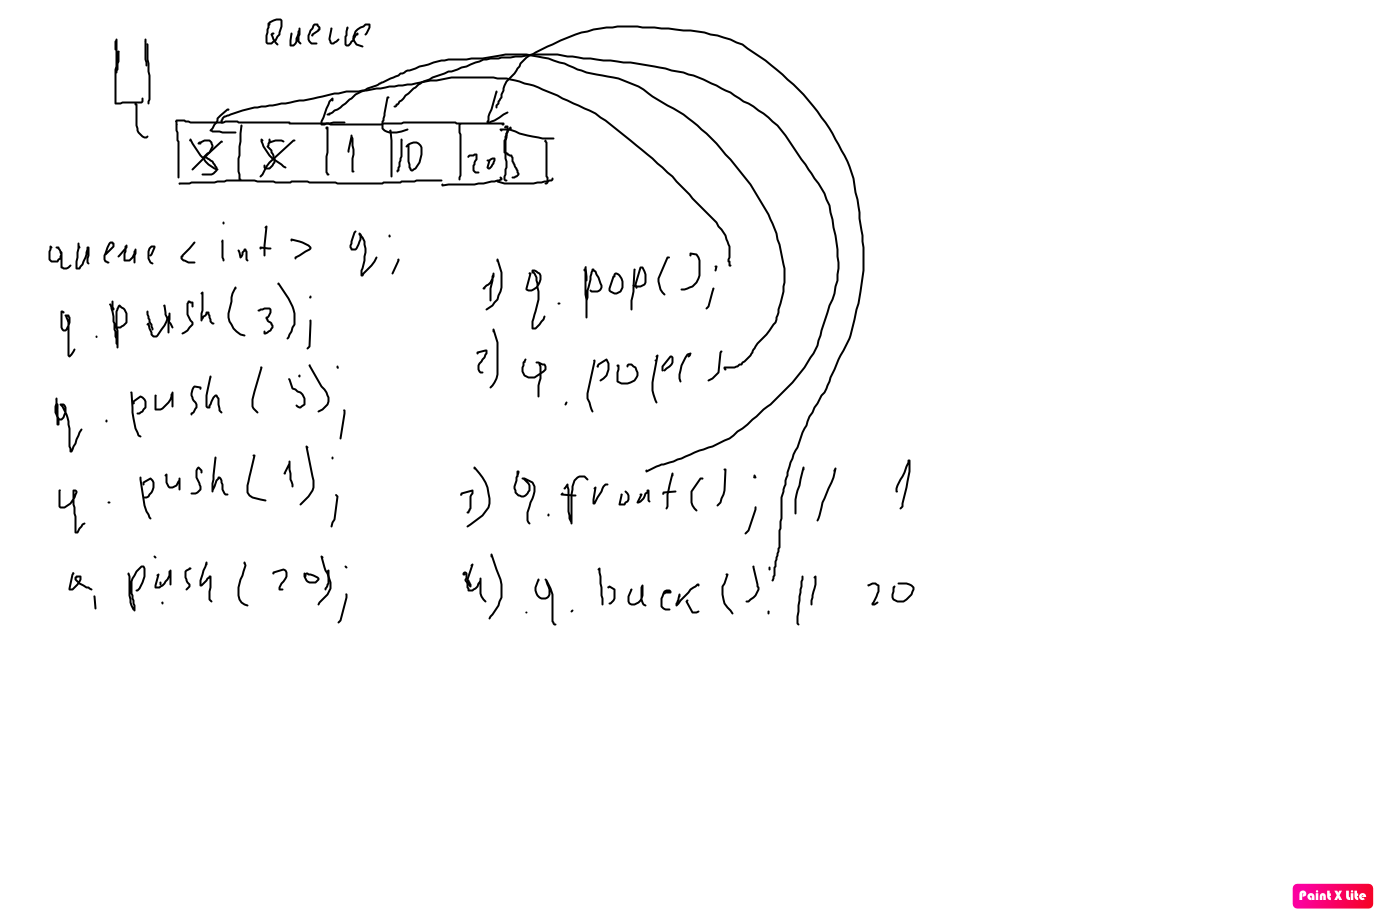 Queue
3 5 1 10 20 3
queue < int > q;
q.push(3);
q.push(5);
q.push(1);
q.push(20);
1) q.pop();
2) q.pop()
3) q.front(); // 1
4) q.back(); // 20
Paint X Lite